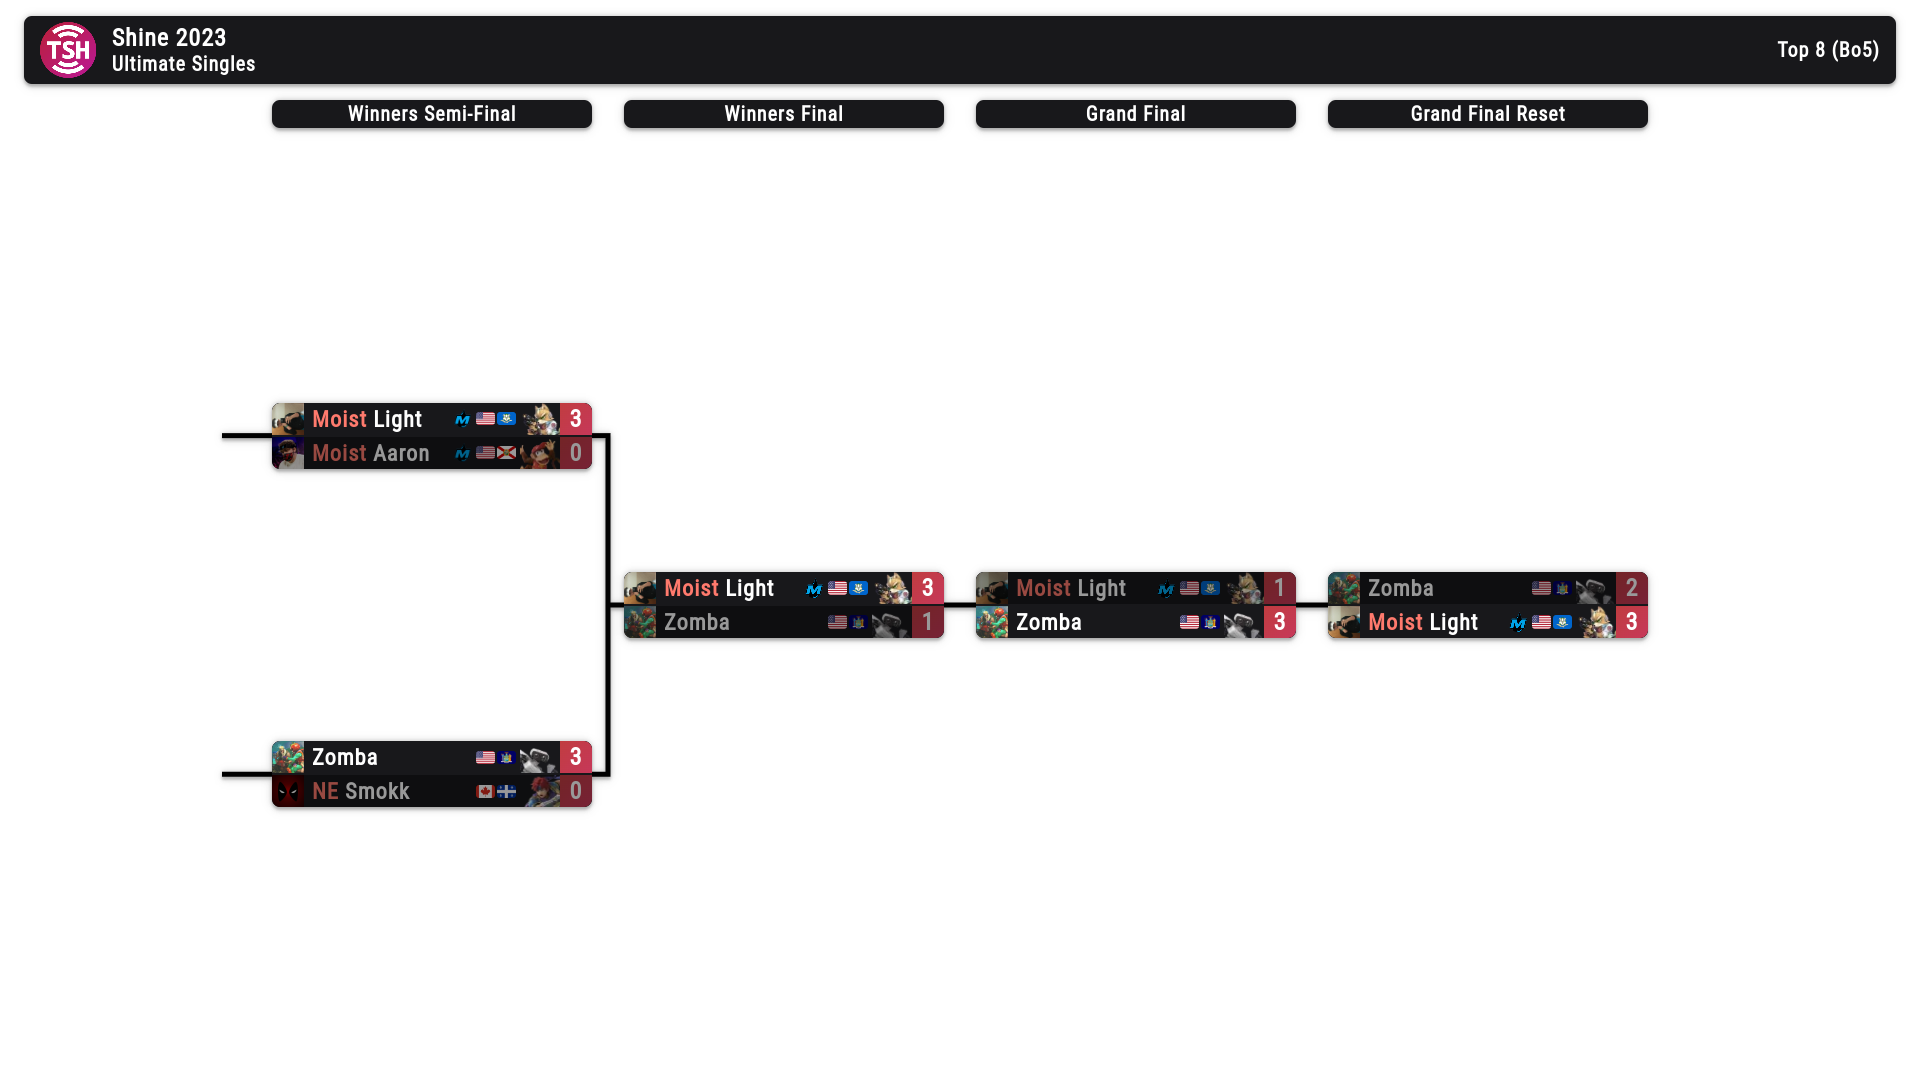 TSH
Shine 2023
Ultimate Singles
Top 8 (Bo5)
Winners Semi-Final
Winners Final
Grand Final
Grand Final Reset
Moist Light 3
Moist Aaron 0
Zomba 3
NE Smokk 0
Moist Light 3
Zomba 1
Moist Light 1
Zomba 3
Zomba 2
Moist Light 3